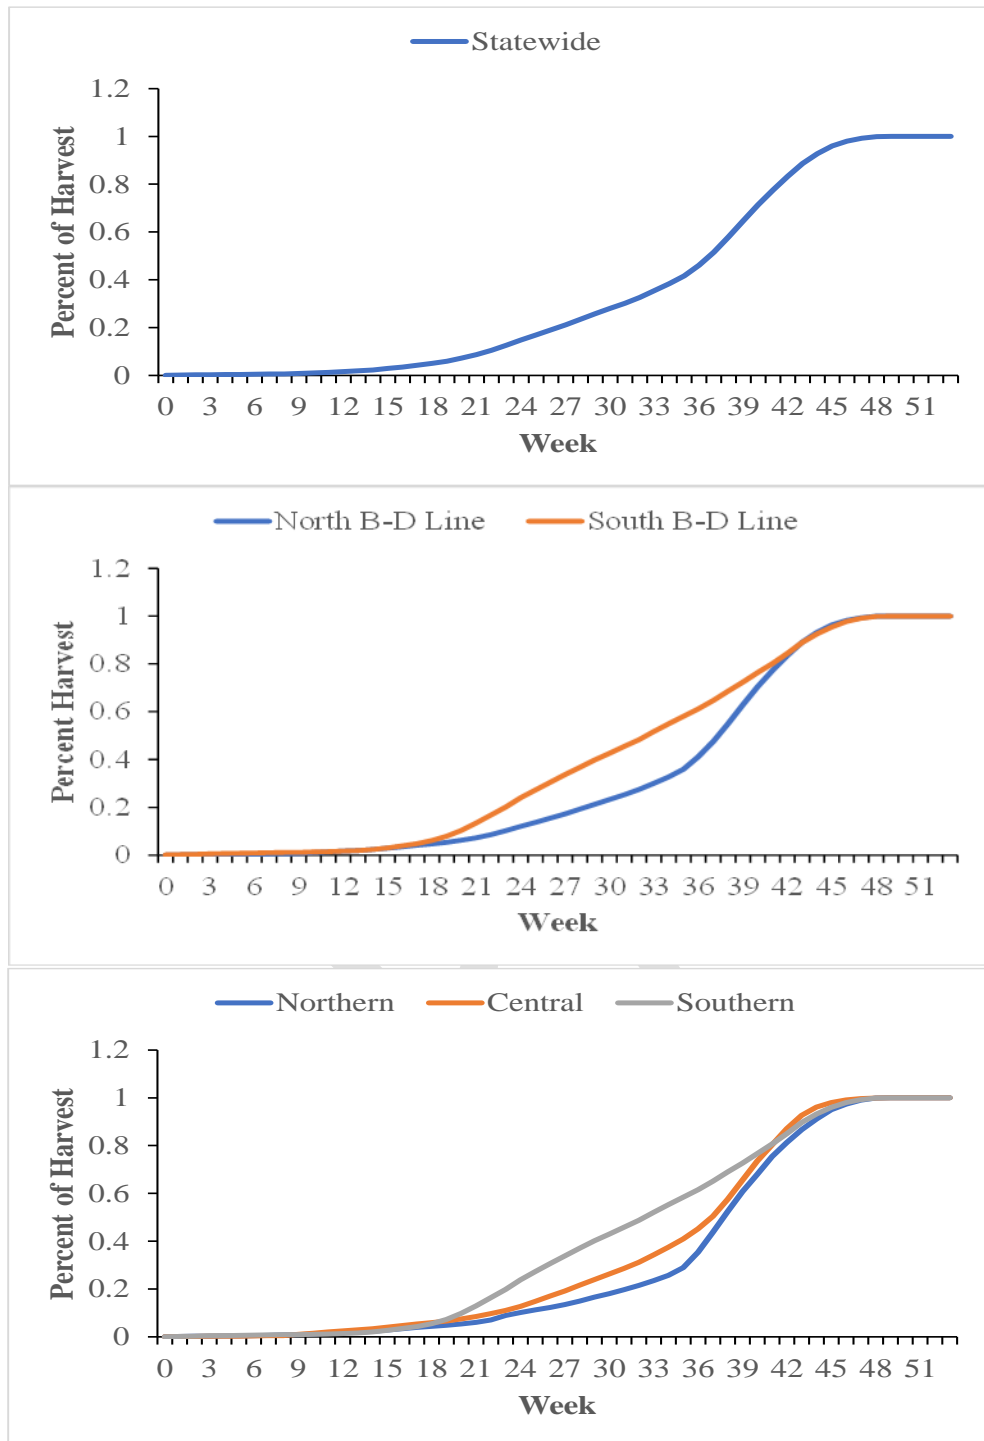 Statewide
1.2
1
0.8
0.6
0.4
0.2
0
Percent of Harvest
0 3 6 9 12 15 18 21 24 27 30 33 36 39 42 45 48 51
Week
North B-D Line South B-D Line
1.2
1
0.8
0.6
0.4
0.2
0
Percent Harvest
0 3 6 9 12 15 18 21 24 27 30 33 36 39 42 45 48 51
Week
Northern Central Southern
1.2
1
0.8
0.6
0.4
0.2
0
Percent of Harvest
0 3 6 9 12 15 18 21 24 27 30 33 36 39 42 45 48 51
Week